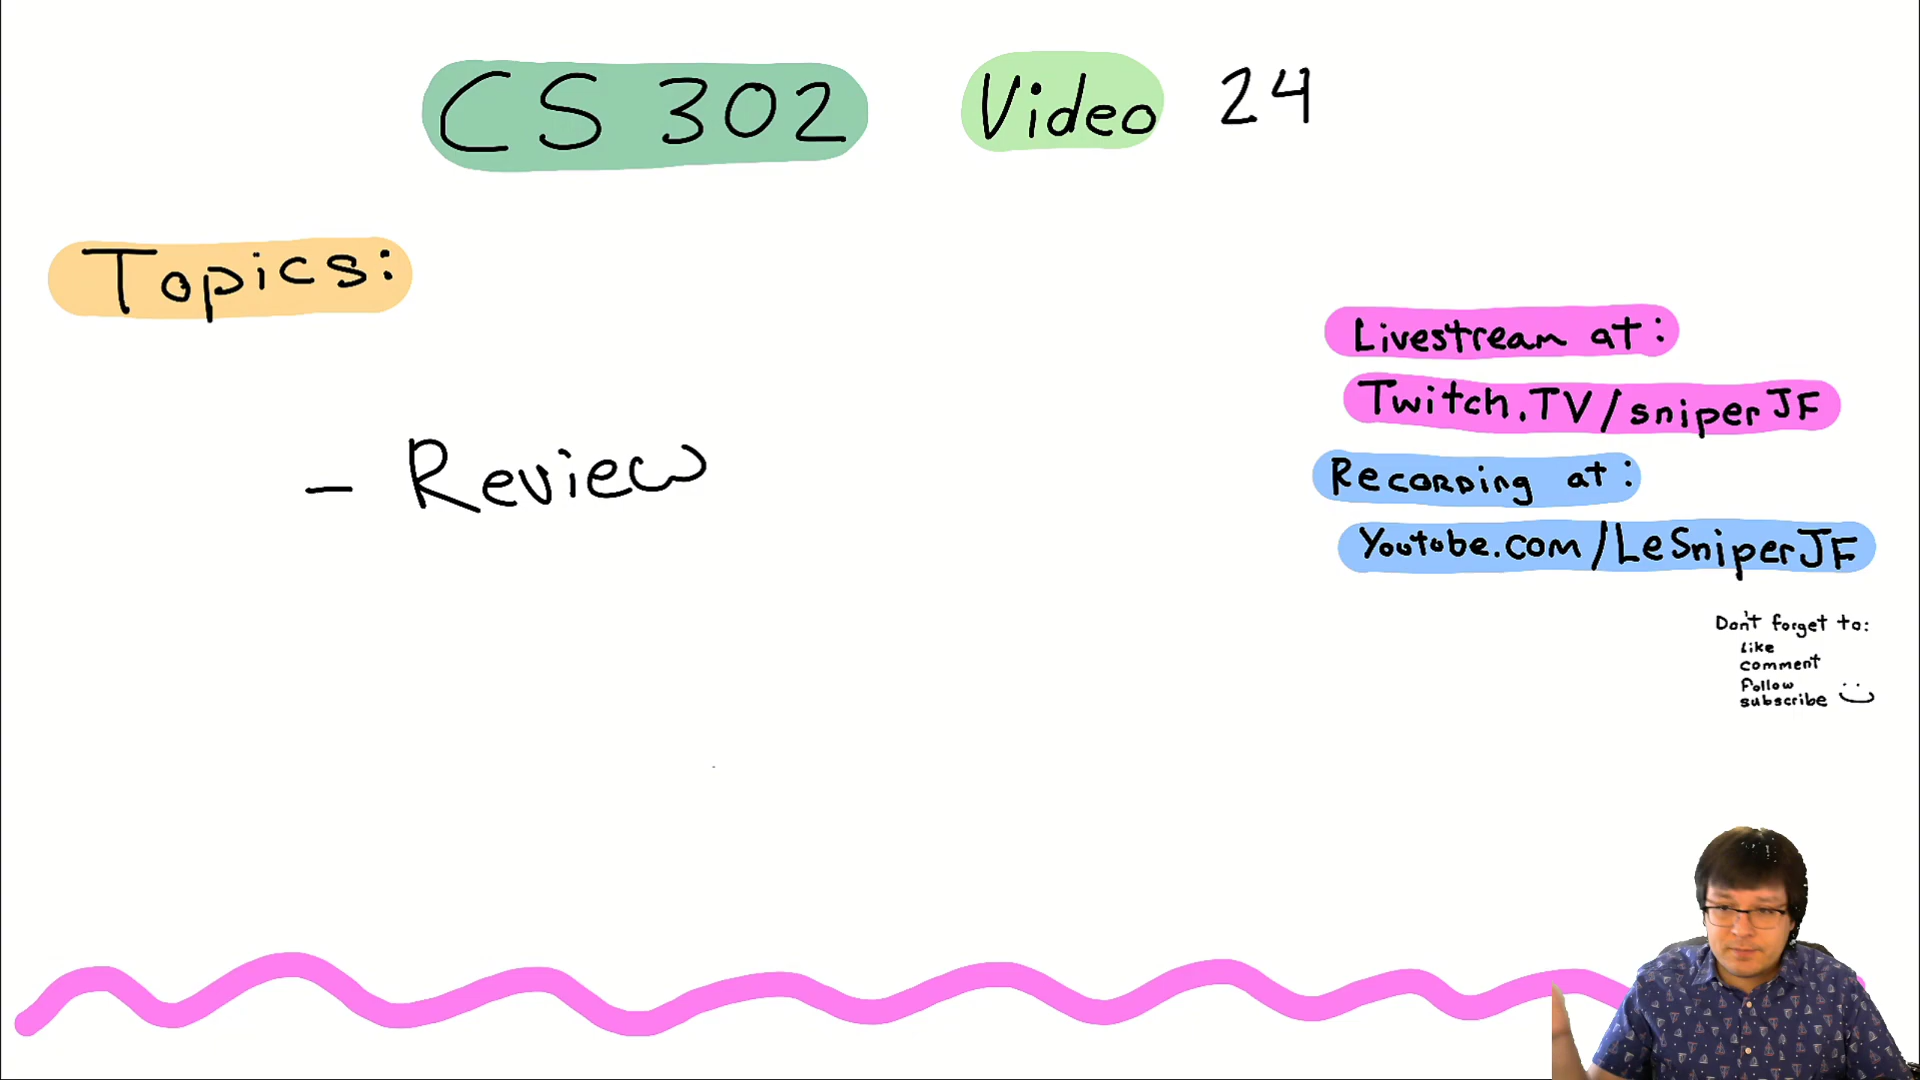 CS 302 Video 24
Topics:
- Review
Livestream at:
Twitch.TV/sniperJF
Recording at:
Youtube.com/LeSniperJF
Don't forget to:
Like
comment
follow
subscribe